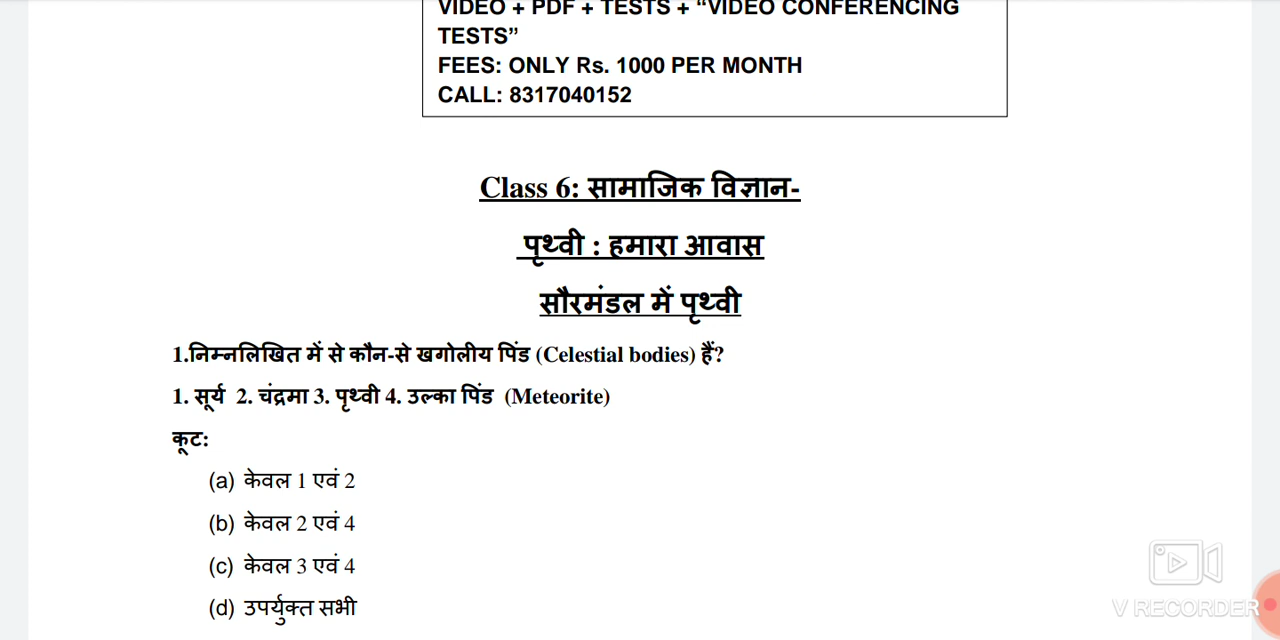 VIDEO + PDF + TESTS + “VIDEO CONFERENCING
TESTS”
FEES: ONLY Rs. 1000 PER MONTH
CALL: 8317040152
Class 6: सामाजिक विज्ञान-
पृथ्वी : हमारा आवास
सौरमंडल में पृथ्वी
1.निम्नलिखित में से कौन-से खगोलीय पिंड (Celestial bodies) हैं?
1. सूर्य 2. चंद्रमा 3. पृथ्वी 4. उल्का पिंड (Meteorite)
कूट:
(a) केवल 1 एवं 2
(b) केवल 2 एवं 4
(c) केवल 3 एवं 4
(d) उपर्युक्त सभी
V RECORDER